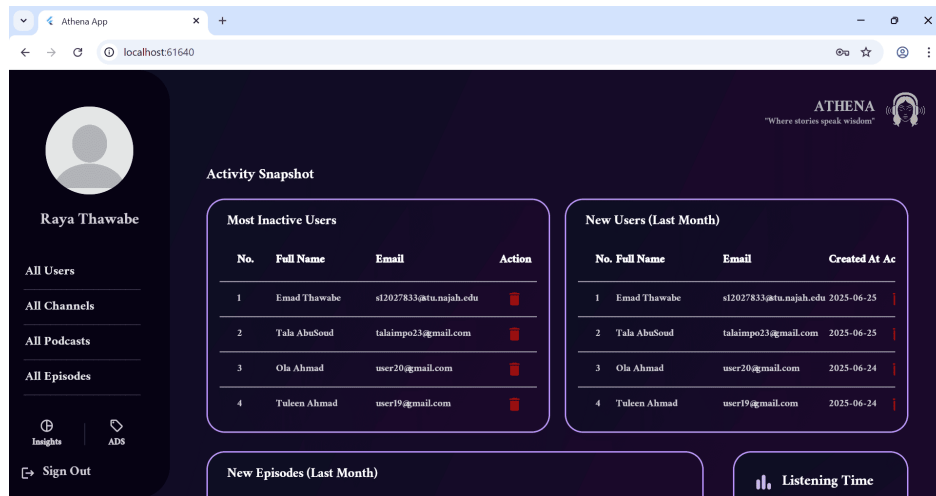 Athena App
localhost:61640
ATHENA
"Where stories speak wisdom"
Raya Thawabe
All Users
All Channels
All Podcasts
All Episodes
Insights
ADS
Sign Out
Activity Snapshot
Most Inactive Users
No. Full Name Email Action
1 Emad Thawabe s12027833@stu.najah.edu
2 Tala AbuSoud talaimpo23@gmail.com
3 Ola Ahmad user20@gmail.com
4 Tuleen Ahmad user19@gmail.com
New Users (Last Month)
No. Full Name Email Created At Ac
1 Emad Thawabe s12027833@stu.najah.edu 2025-06-25
2 Tala AbuSoud talaimpo23@gmail.com 2025-06-25
3 Ola Ahmad user20@gmail.com 2025-06-24
4 Tuleen Ahmad user19@gmail.com 2025-06-24
New Episodes (Last Month)
Listening Time